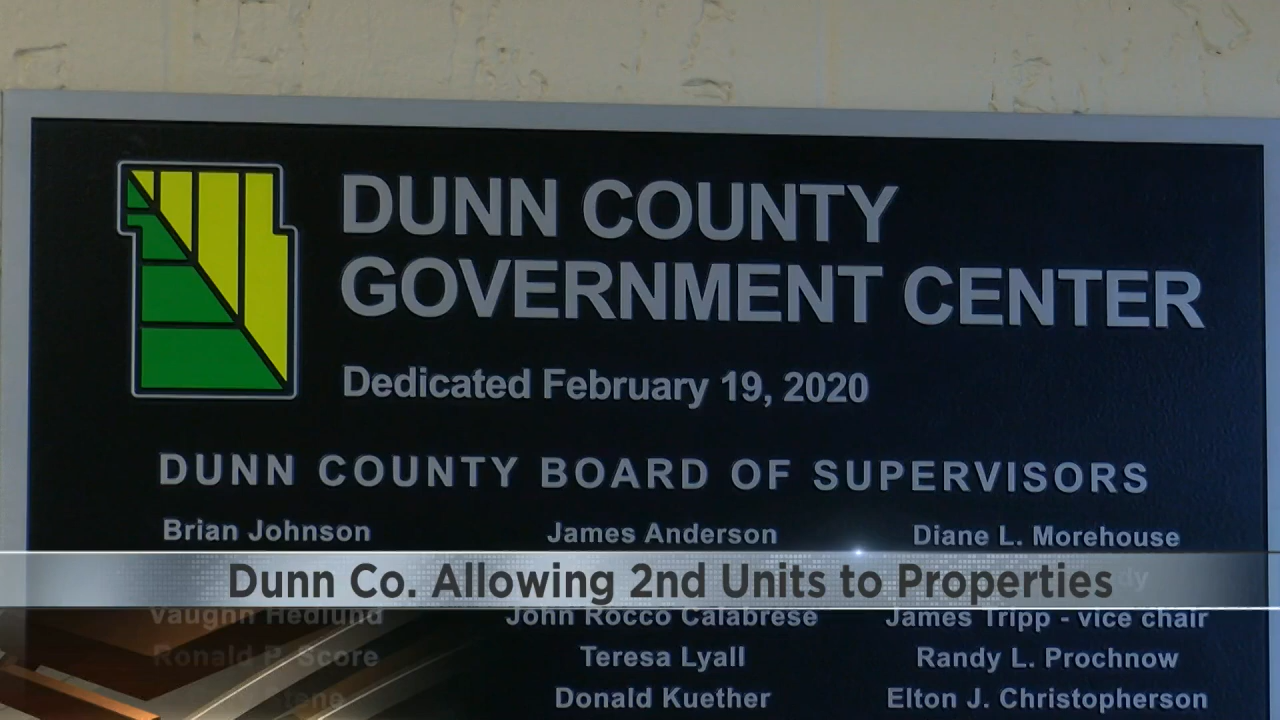 DUNN COUNTY
GOVERNMENT CENTER
Dedicated February 19, 2020
DUNN COUNTY BOARD OF SUPERVISORS
Brian Johnson James Anderson Diane L. Morehouse
Dunn Co. Allowing 2nd Units to Properties
Vaughn Hedlund John Rocco Calabrese James Tripp - vice chair
Ronald P. Score Teresa Lyall Randy L. Prochnow
Donald Kuether Elton J. Christopherson